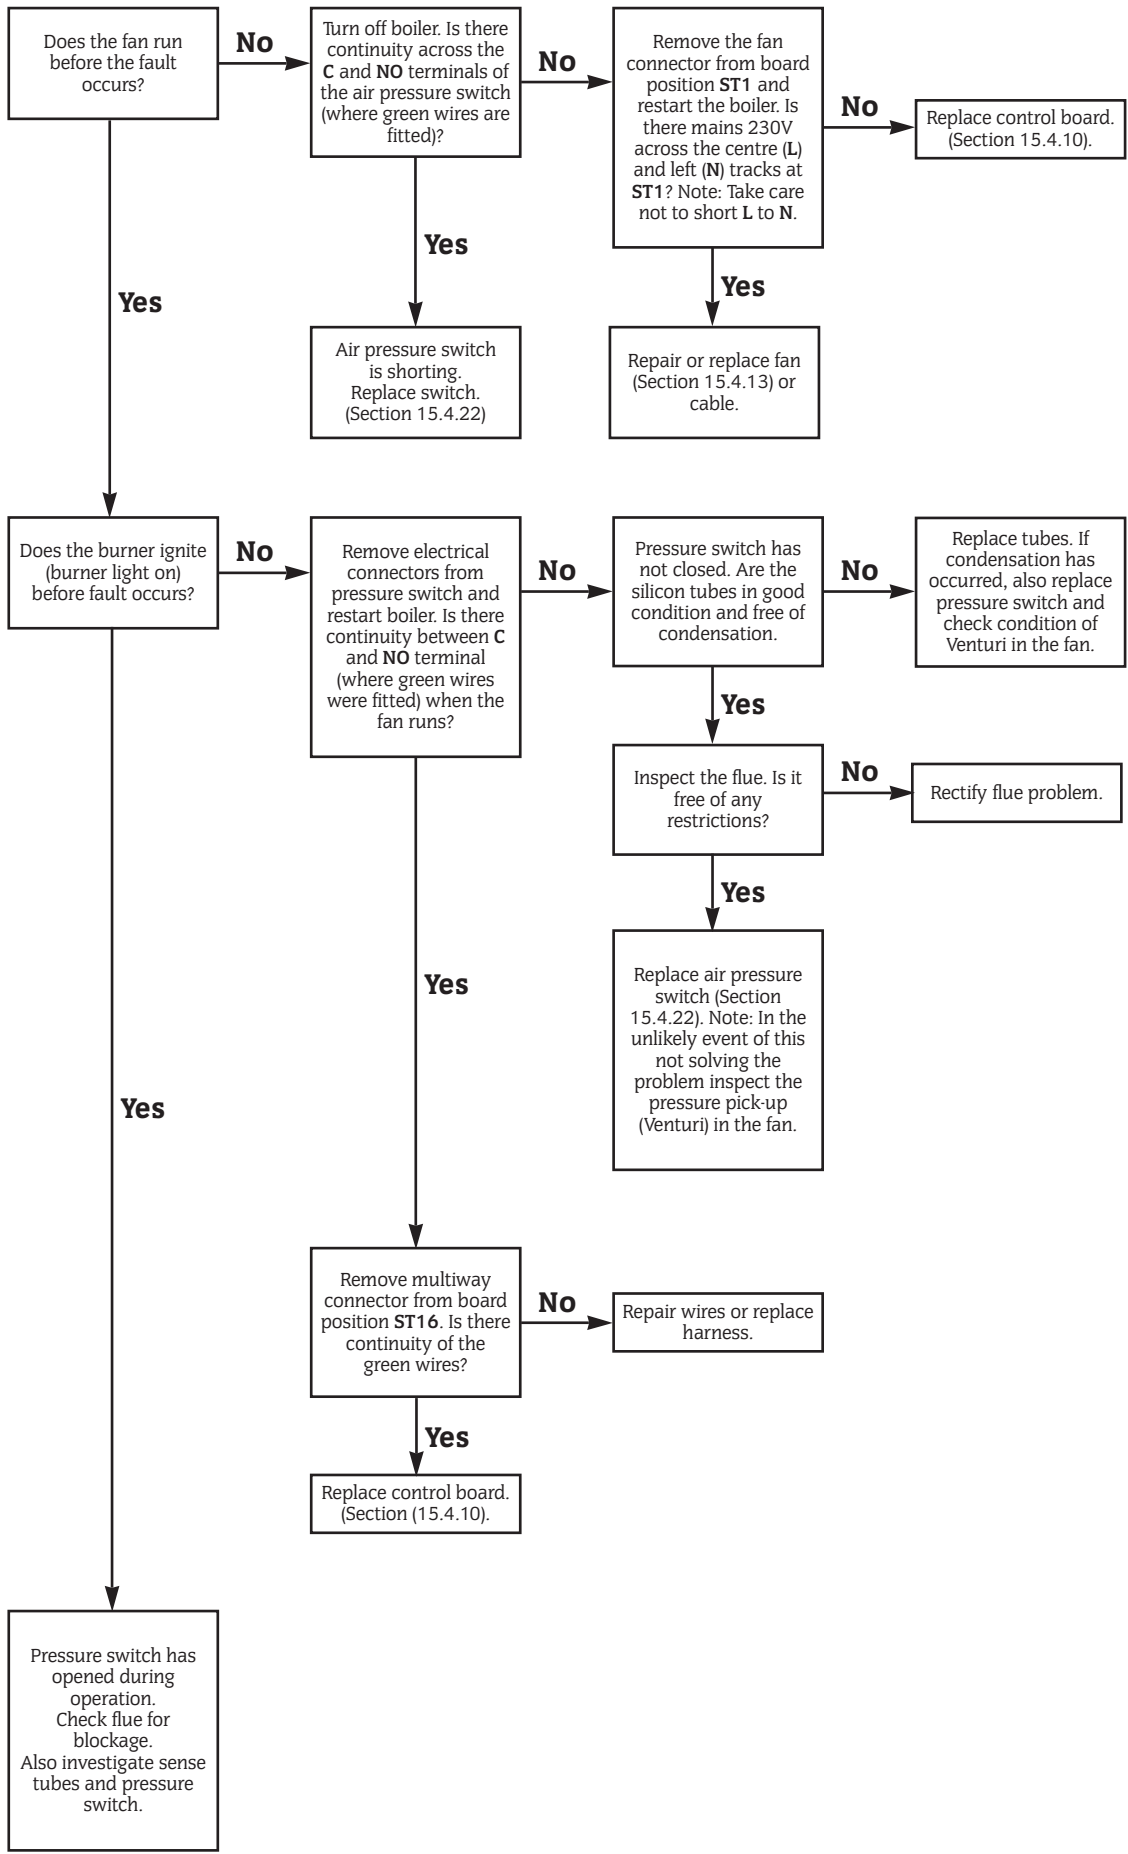 Does the fan run
before the fault
occurs?
No
Turn off boiler. Is there
continuity across the
C and NO terminals of
the air pressure switch
(where green wires are
fitted)?
No
Remove the fan
connector from board
position ST1 and
restart the boiler. Is
there mains 230V
across the centre (L)
and left (N) tracks at
ST1? Note: Take care
not to short L to N.
No
Replace control board.
(Section 15.4.10).
Yes
Yes
Yes
Air pressure switch
is shorting.
Replace switch.
(Section 15.4.22)
Repair or replace fan
(Section 15.4.13) or
cable.
Does the burner ignite
(burner light on)
before fault occurs?
No
Remove electrical
connectors from
pressure switch and
restart boiler. Is there
continuity between C
and NO terminal
(where green wires
were fitted) when the
fan runs?
No
Pressure switch has
not closed. Are the
silicon tubes in good
condition and free of
condensation.
No
Replace tubes. If
condensation has
occurred, also replace
pressure switch and
check condition of
Venturi in the fan.
Yes
Inspect the flue. Is it
free of any
restrictions?
No
Rectify flue problem.
Yes
Replace air pressure
switch (Section
15.4.22). Note: In the
unlikely event of this
not solving the
problem inspect the
pressure pick-up
(Venturi) in the fan.
Yes
Yes
Remove multiway
connector from board
position ST16. Is there
continuity of the
green wires?
No
Repair wires or replace
harness.
Yes
Replace control board.
(Section (15.4.10).
Pressure switch has
opened during
operation.
Check flue for
blockage.
Also investigate sense
tubes and pressure
switch.